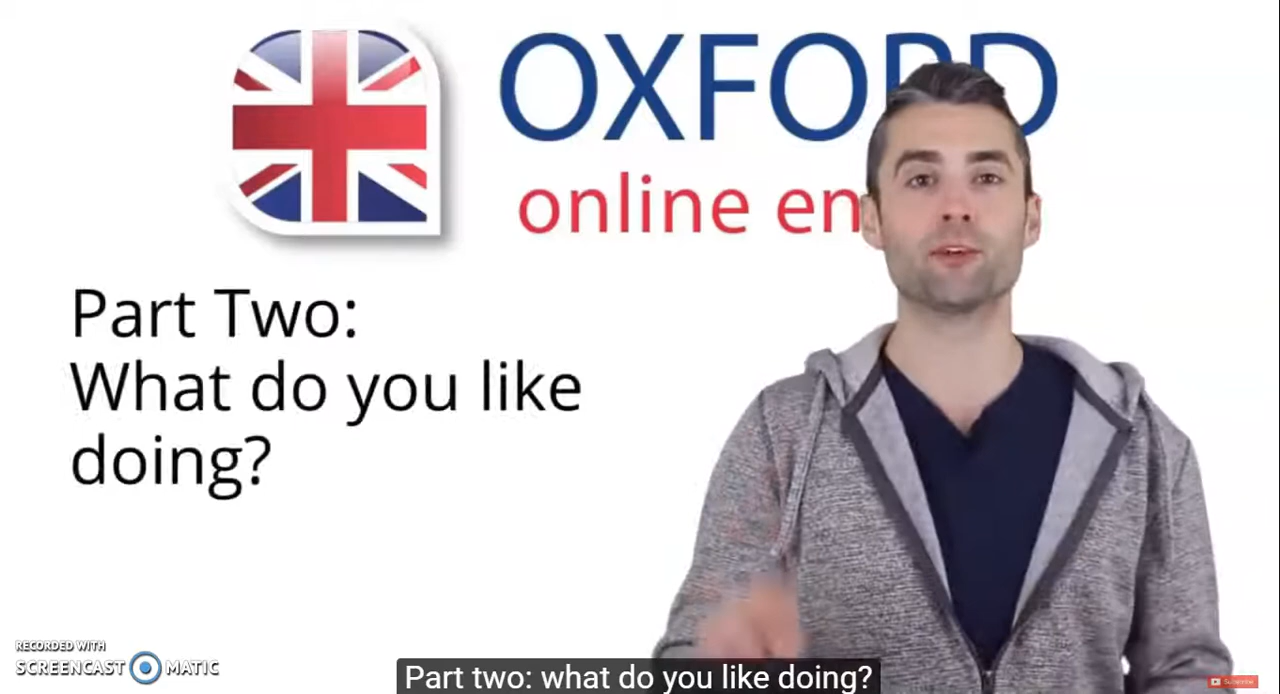 OXFORD
online en
Part Two:
What do you like
doing?
RECORDED WITH
SCREENCAST MATIC
Part two: what do you like doing?
Subscribe